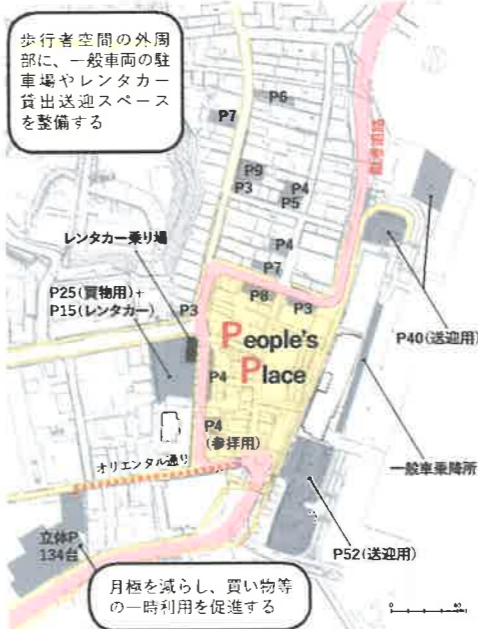 歩行者空間の外周
部に、一般車両の駐
車場やレンタカー
貸出送迎スペース
を整備する
P6
P7
P9
P3
P4
P5
レンタカー乗り場
P4
P7
P25(買物用)+
P15(レンタカー)
P3
P8
P3
People's
Place
P40(送迎用)
P4
P4
(参拝用)
オリエンタル通り
一般車乗降所
立体P
134台
P52(送迎用)
月極を減らし、買い物等
の一時利用を促進する